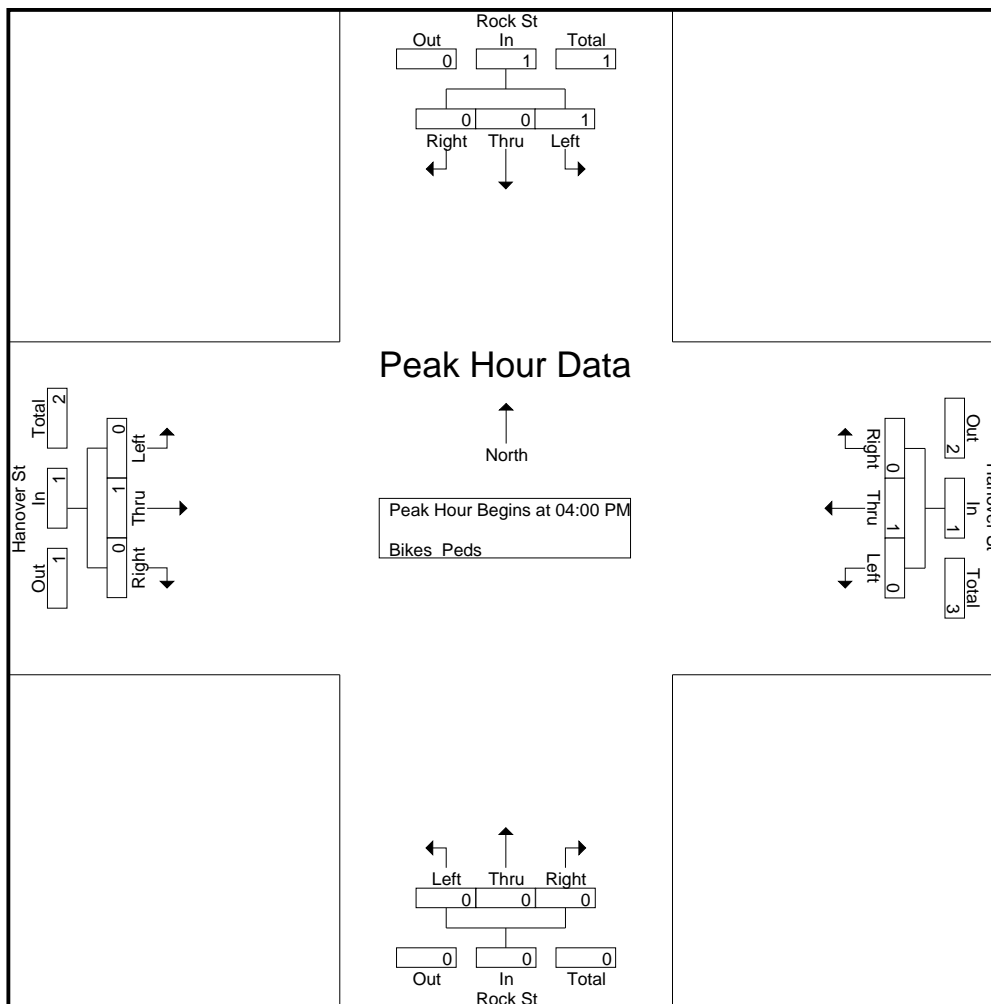 Rock St
Out In Total
0 1 1
0 0 1
Right Thru Left
Peak Hour Data
North
Peak Hour Begins at 04:00 PM
Bikes Peds
Hanover St
Out In Total
1 1 2
Left Thru Right
0 1 0
Hanover St
Out In Total
2 1 3
Right Thru Left
0 1 0
Left Thru Right
0 0 0
0 0 0
Out In Total
Rock St